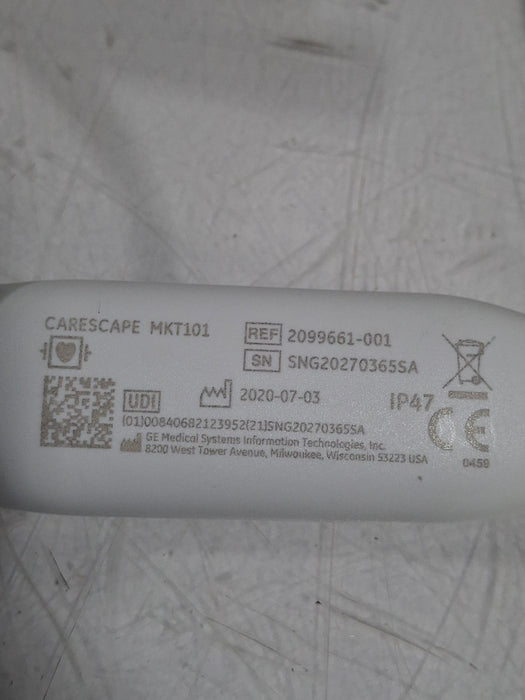 CARESCAPE MKT101
REF 2099661-001
SN SNG20270365SA
UDI
2020-07-03
IP47
(01)00840682123952(21)SNG20270365SA
CE
GE Medical Systems Information Technologies, Inc.
8200 West Tower Avenue, Milwaukee, Wisconsin 53223 USA
0459